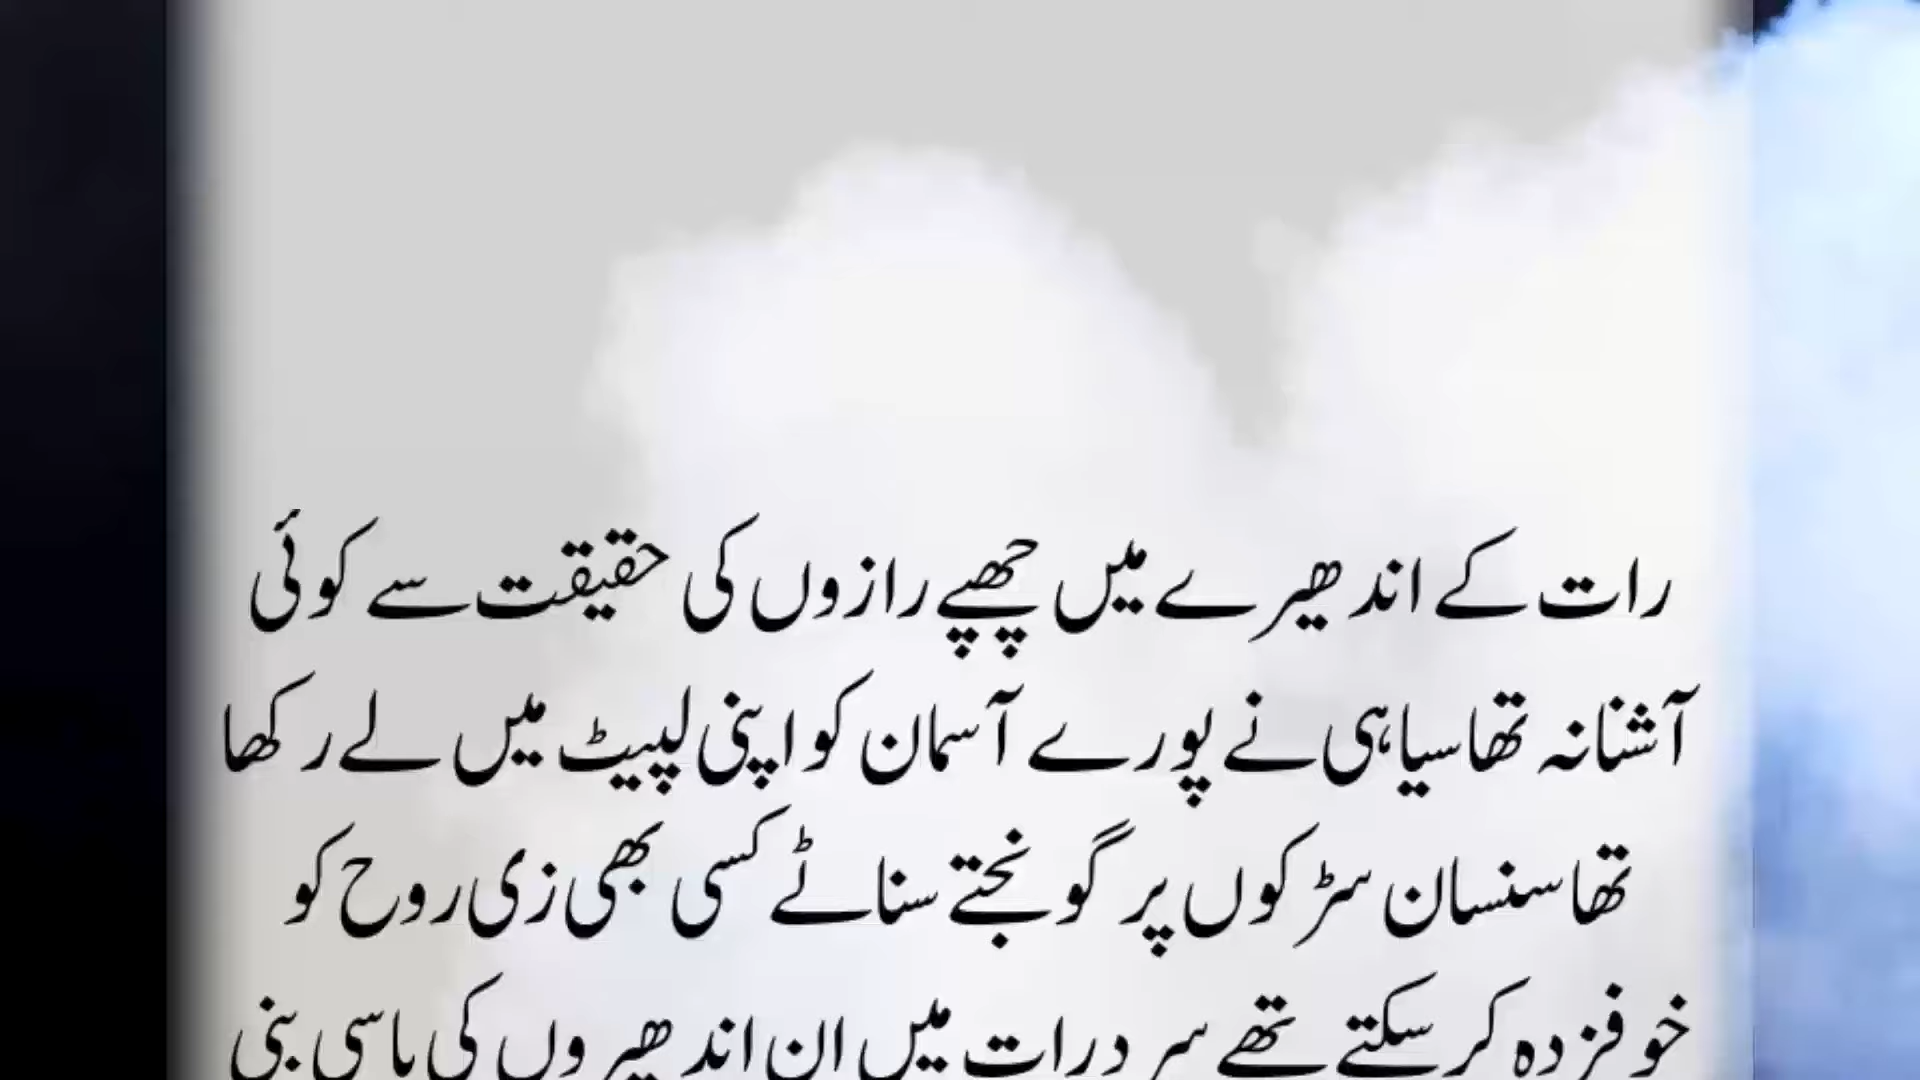 رات کے اندھیرے میں چھپے رازوں کی حقیقت سے کوئی
آشنا نہ تھا سیاہی نے پورے آسمان کو اپنی لپیٹ میں لے رکھا
تھا سنسان سڑکوں پر گونجتے سناٹے کسی بھی زی روح کو
خوفزدہ کر سکتے تھے سرد رات میں ان اندھیروں کی باسی بنی